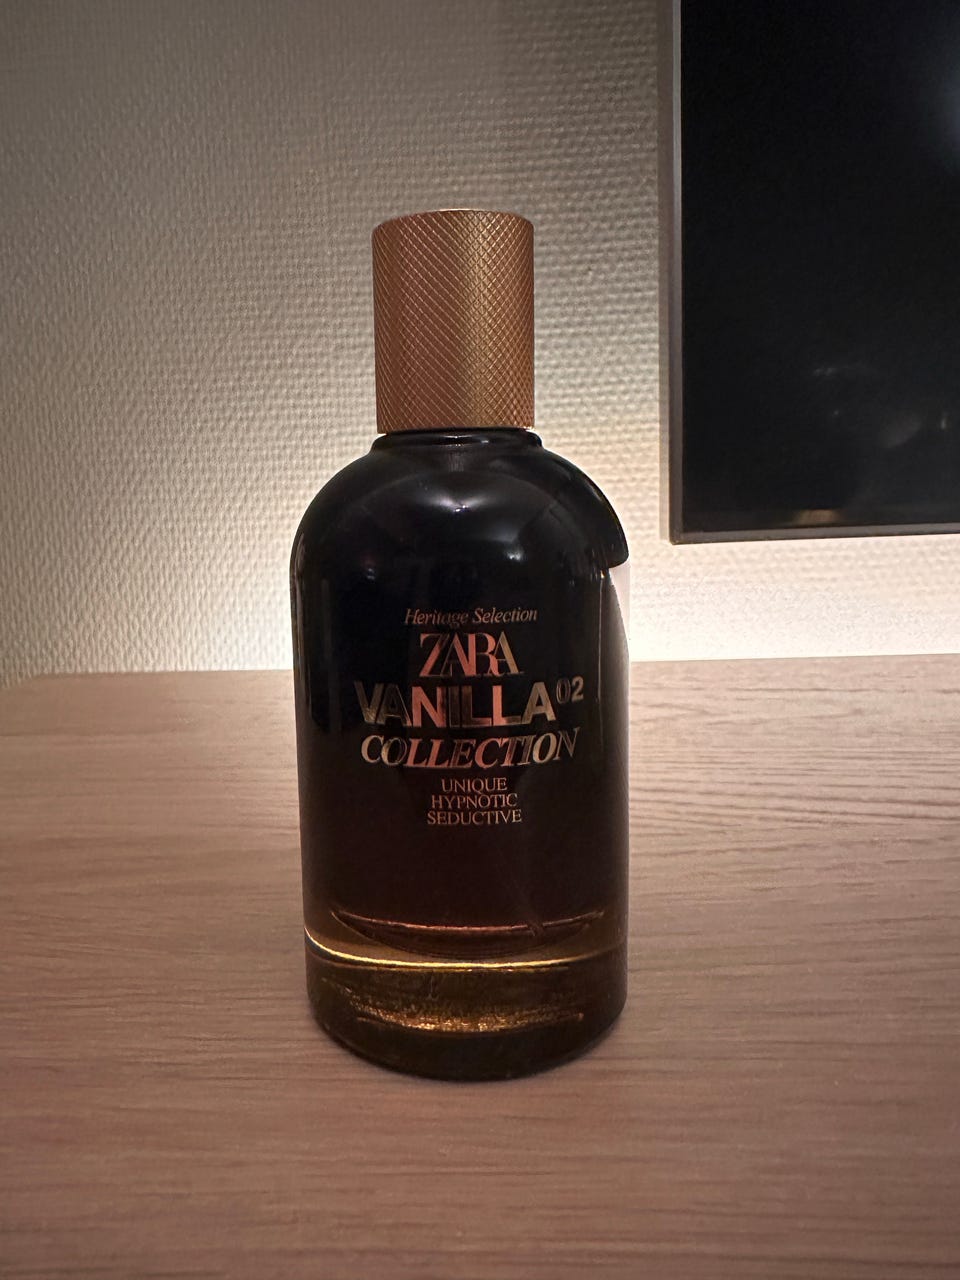 Heritage Selection
ZARA
VANILLA 02
COLLECTION
UNIQUE
HYPNOTIC
SEDUCTIVE